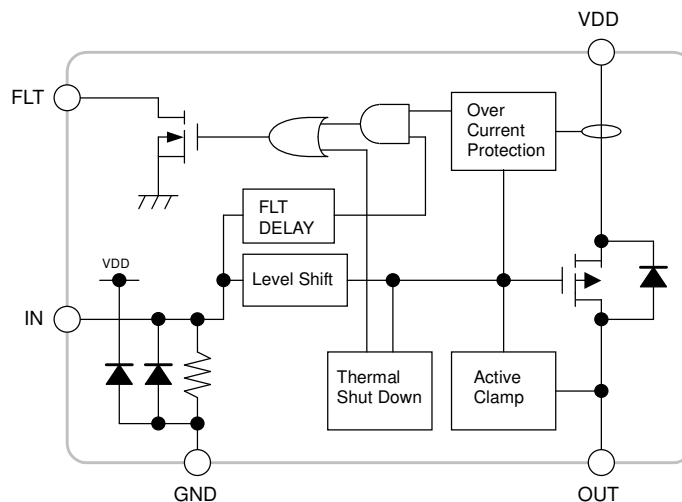 VDD
FLT
Over
Current
Protection
FLT
DELAY
VDD
Level Shift
IN
Thermal
Shut Down
Active
Clamp
GND
OUT